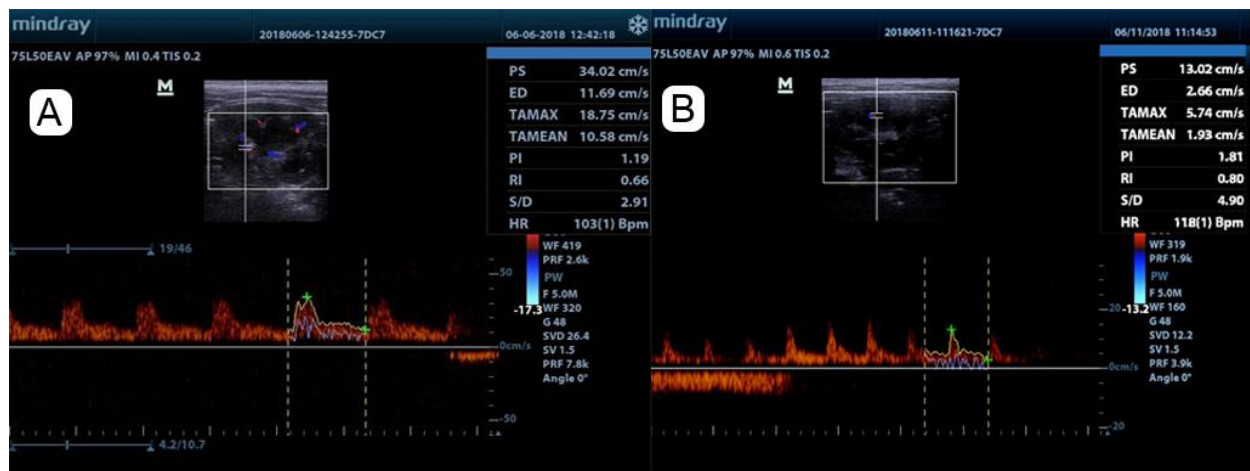 mindray
20180606-124255-7DC7
06-06-2018 12:42:18
75L50EAV AP 97% MI 0.4 TIS 0.2
M
A
PS 34.02 cm/s
ED 11.69 cm/s
TAMAX 18.75 cm/s
TAMEAN 10.58 cm/s
PI 1.19
RI 0.66
S/D 2.91
HR 103(1) Bpm
19/46
WF 419
PRF 2.6k
PW
F 5.0M
-17.3
WF 320
G 48
SVD 26.4
SV 1.5
PRF 7.8k
Angle 0°
50
0cm/s
-50
4.2/10.7
mindray
20180611-111621-7DC7
06/11/2018 11:14:53
75L50EAV AP 97% MI 0.6 TIS 0.2
M
B
PS 13.02 cm/s
ED 2.66 cm/s
TAMAX 5.74 cm/s
TAMEAN 1.93 cm/s
PI 1.81
RI 0.80
S/D 4.90
HR 118(1) Bpm
WF 319
PRF 1.9k
PW
F 5.0M
-13.2
WF 160
G 48
SVD 12.2
SV 1.5
PRF 3.9k
Angle 0°
20
0cm/s
-20